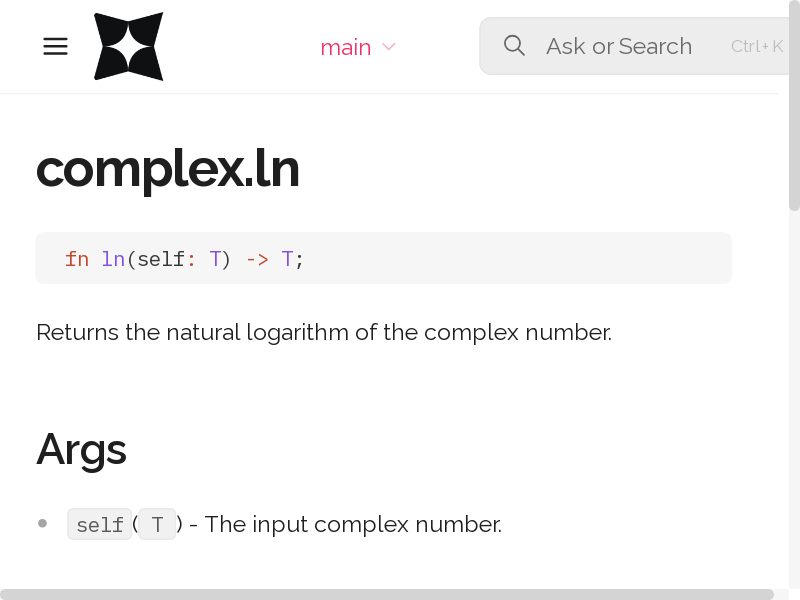 main
Ask or Search
Ctrl+K
complex.ln
fn ln(self: T) -> T;
Returns the natural logarithm of the complex number.
Args
self(T) - The input complex number.